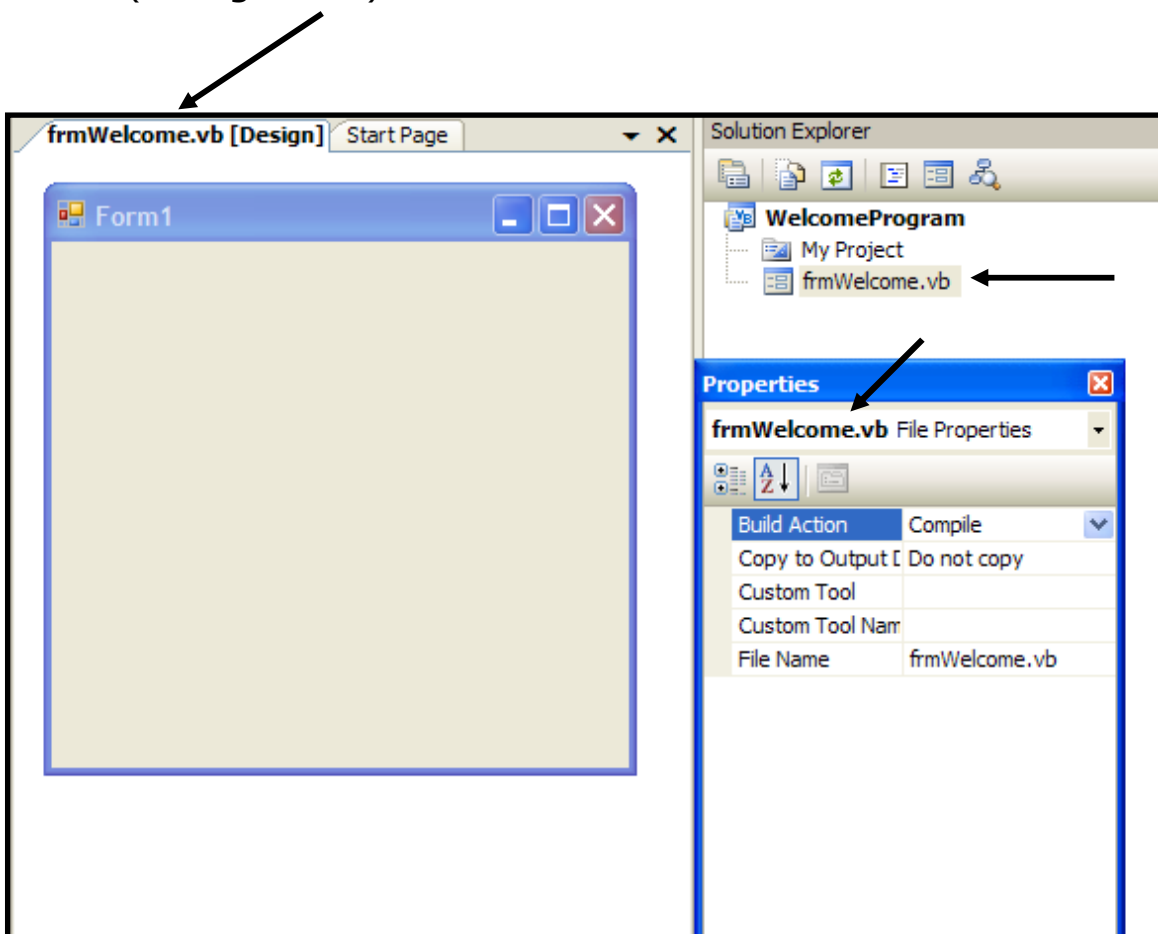 frmWelcome.vb [Design] Start Page
Form1
Solution Explorer
WelcomeProgram
My Project
frmWelcome.vb
Properties
frmWelcome.vb File Properties
Build Action Compile
Copy to Output D Do not copy
Custom Tool
Custom Tool Nam
File Name frmWelcome.vb